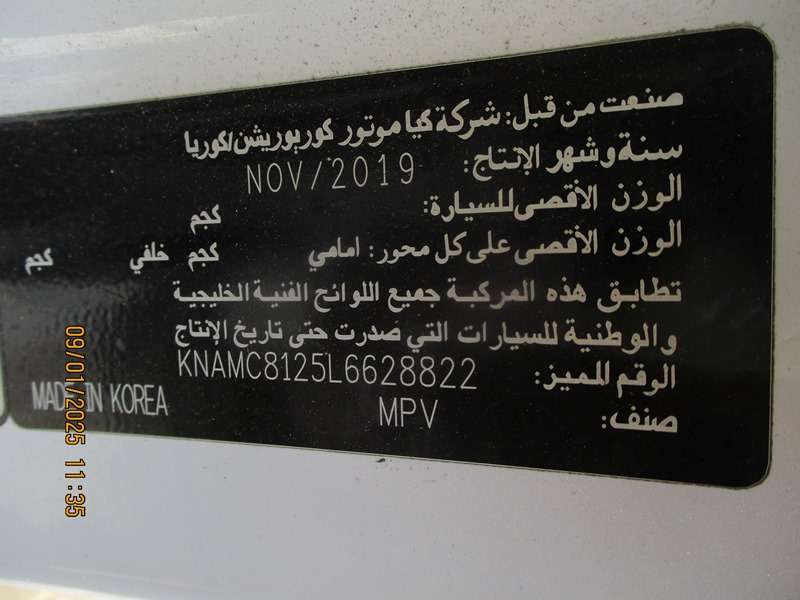 صنعت من قبل: شركة كيا موتور كوربوريشن/كوريا
سنة وشهر الإنتاج: NOV/2019
الوزن الأقصى للسيارة: كجم
الوزن الأقصى على كل محور: امامي كجم خلفي كجم
تطابق هذه المركبة جميع اللوائح الفنية الخليجية
والوطنية للسيارات التي صدرت حتى تاريخ الإنتاج
الرقم المميز: KNAMC8125L6628822
صنف: MPV
MADE IN KOREA
09/01/2025 11:35